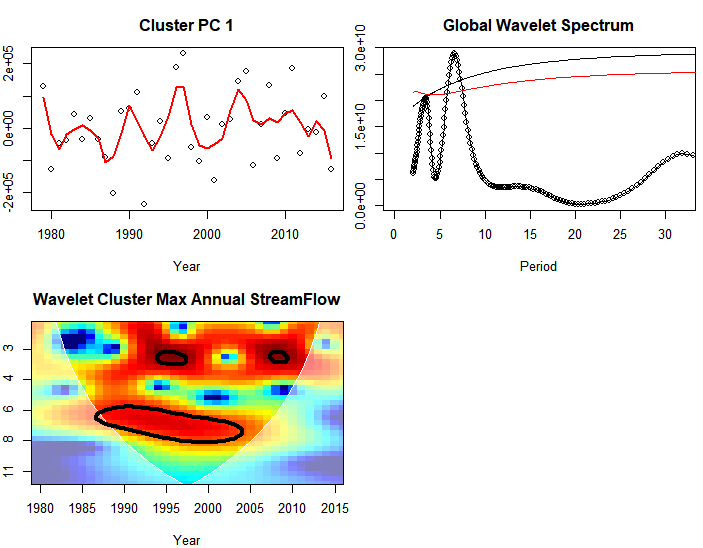 Cluster PC 1
2e+05
0e+00
-2e+05
1980 1990 2000 2010
Year
Global Wavelet Spectrum
3.0e+10
1.5e+10
0.0e+00
0 5 10 15 20 25 30
Period
Wavelet Cluster Max Annual StreamFlow
3
4
6
8
11
1980 1985 1990 1995 2000 2005 2010 2015
Year